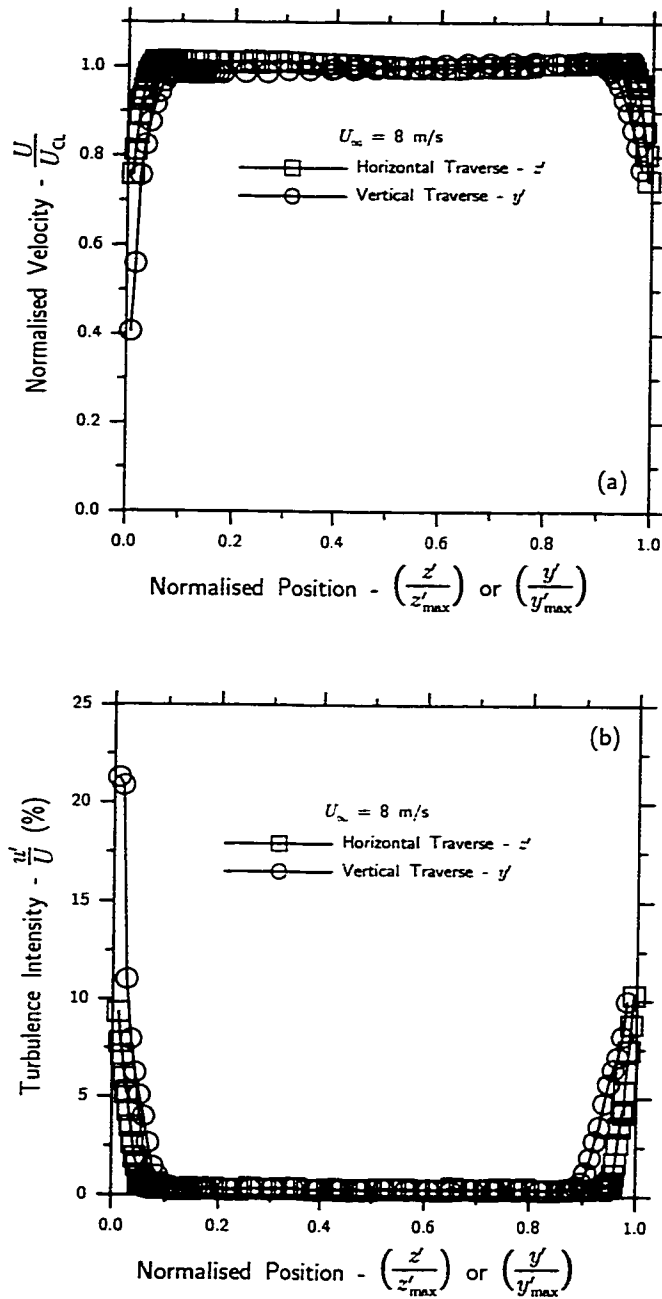 1.0
0.8
0.6
0.4
0.2
0.0
Normalised Velocity - U/U_CL
U_∞ = 8 m/s
Horizontal Traverse - z′
Vertical Traverse - y′
(a)
0.0 0.2 0.4 0.6 0.8 1.0
Normalised Position - (z′/z′max) or (y′/y′max)
25
20
15
10
5
0
Turbulence Intensity - u′/U (%)
(b)
U_∞ = 8 m/s
Horizontal Traverse - z′
Vertical Traverse - y′
0.0 0.2 0.4 0.6 0.8 1.0
Normalised Position - (z′/z′max) or (y′/y′max)